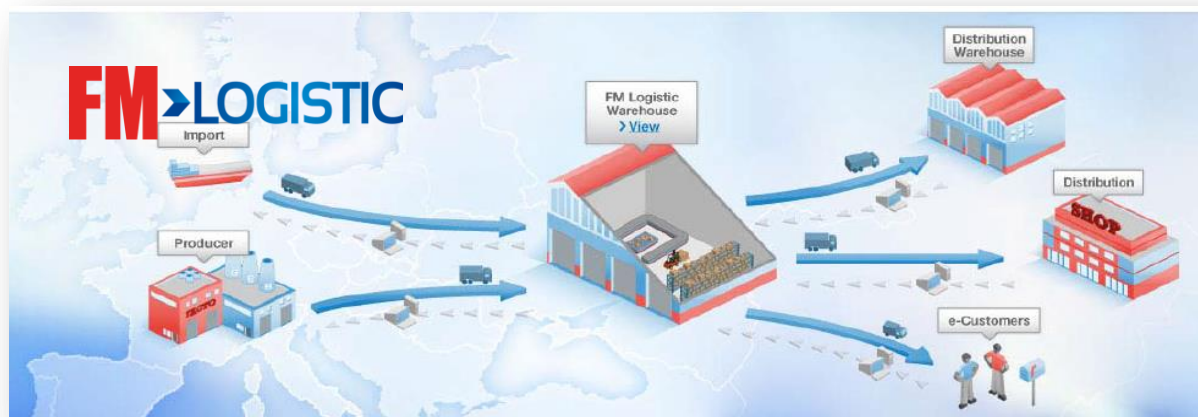 FM>LOGISTIC
Import
Producer
FM Logistic
Warehouse
> View
Distribution
Warehouse
Distribution
SHOP
e-Customers